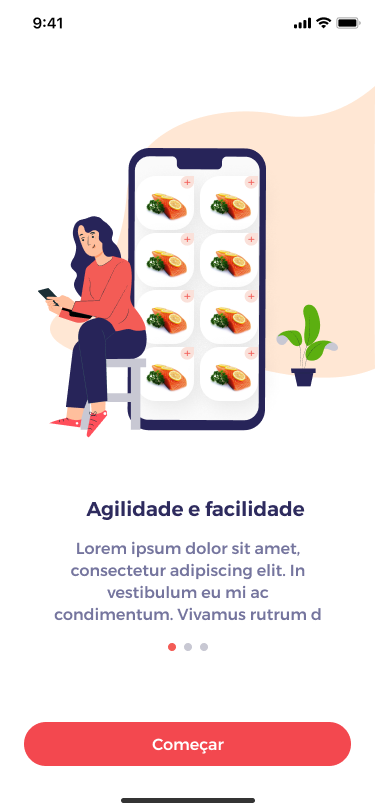 9:41
Agilidade e facilidade
Lorem ipsum dolor sit amet,
consectetur adipiscing elit. In
vestibulum eu mi ac
condimentum. Vivamus rutrum d
Começar